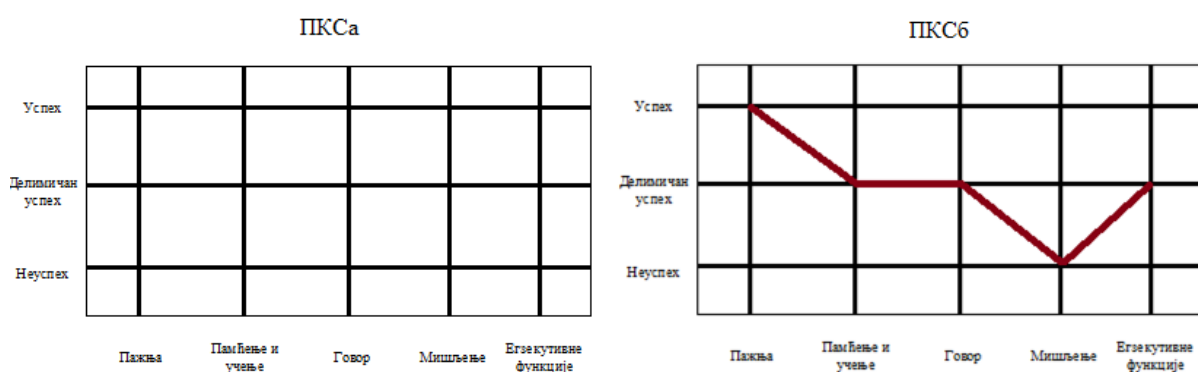 ПКСа
Успех
Делимичан
успех
Неуспех
Пажња
Памћење и
учење
Говор
Мишљење
Егзекутивне
функције
ПКСб
Успех
Делимичан
успех
Неуспех
Пажња
Памћење и
учење
Говор
Мишљење
Егзекутивне
функције